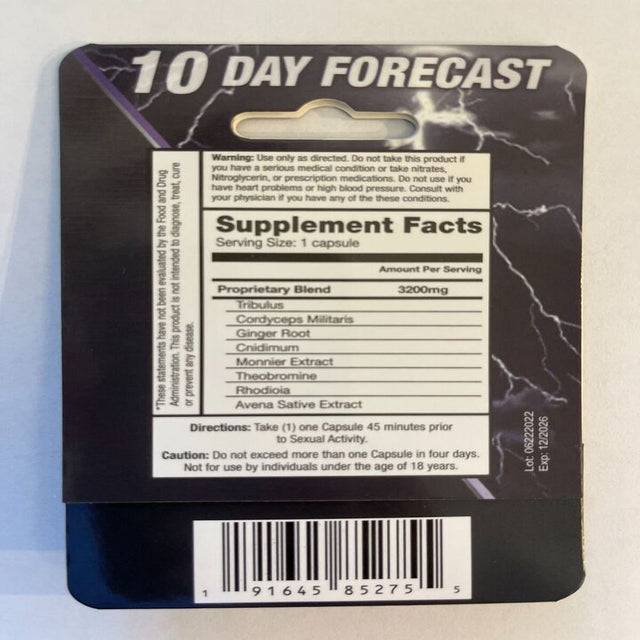 10 DAY FORECAST
*These statements have not been evaluated by the Food and Drug
Administration. This product is not intended to diagnose, treat, cure
or prevent any disease.
Warning: Use only as directed. Do not take this product if
you have a serious medical condition or take nitrates,
Nitroglycerin, or prescription medications. Do not use if you
have heart problems or high blood pressure. Consult with
your physician if you have any of the these conditions.
Supplement Facts
Serving Size: 1 capsule
Amount Per Serving
Proprietary Blend 3200mg
Tribulus
Cordyceps Militaris
Ginger Root
Cnidimum
Monnier Extract
Theobromine
Rhodioia
Avena Sative Extract
Directions: Take (1) one Capsule 45 minutes prior
to Sexual Activity.
Caution: Do not exceed more than one Capsule in four days.
Not for use by individuals under the age of 18 years.
Lot: 06222022
Exp: 12/2026
1 91645 85275 5